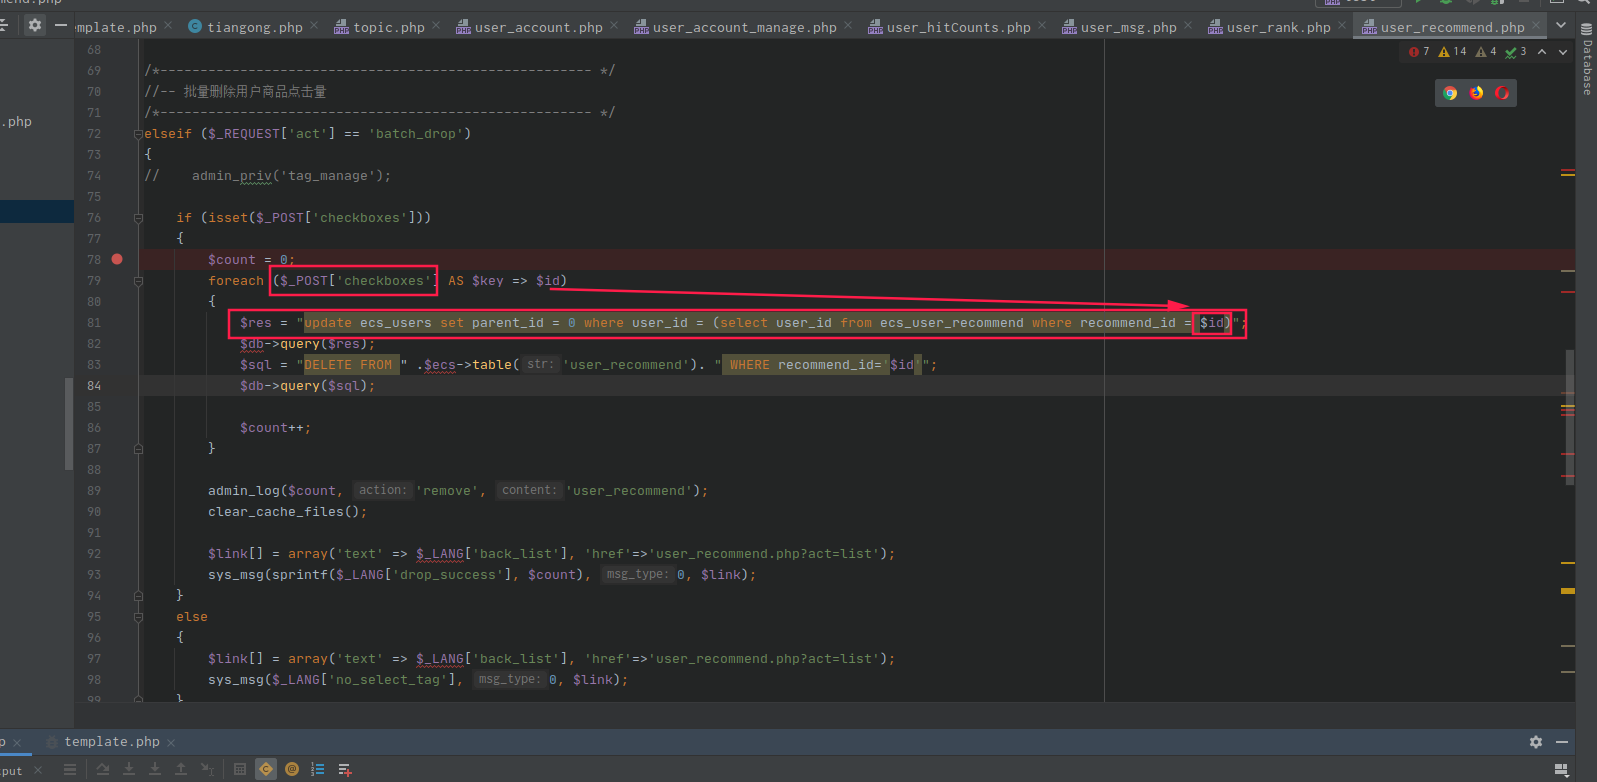 mend.php
template.php tiangong.php topic.php user_account.php user_account_manage.php user_hitCounts.php user_msg.php user_rank.php user_recommend.php
7 14 4 3
Database
.php
68
69 /*------------------------------------------------------ */
70 //-- 批量删除用户商品点击量
71 /*------------------------------------------------------ */
72 elseif ($_REQUEST['act'] == 'batch_drop')
73 {
74 //    admin_priv('tag_manage');
75
76     if (isset($_POST['checkboxes']))
77     {
78         $count = 0;
79         foreach ($_POST['checkboxes'] AS $key => $id)
80         {
81             $res = "update ecs_users set parent_id = 0 where user_id = (select user_id from ecs_user_recommend where recommend_id = $id)";
82             $db->query($res);
83             $sql = "DELETE FROM " .$ecs->table( str: 'user_recommend'). " WHERE recommend_id='$id'";
84             $db->query($sql);
85
86             $count++;
87         }
88
89         admin_log($count, action: 'remove', content: 'user_recommend');
90         clear_cache_files();
91
92         $link[] = array('text' => $_LANG['back_list'], 'href'=>'user_recommend.php?act=list');
93         sys_msg(sprintf($_LANG['drop_success'], $count), msg_type: 0, $link);
94     }
95     else
96     {
97         $link[] = array('text' => $_LANG['back_list'], 'href'=>'user_recommend.php?act=list');
98         sys_msg($_LANG['no_select_tag'], msg_type: 0, $link);
99     }
p template.php
put